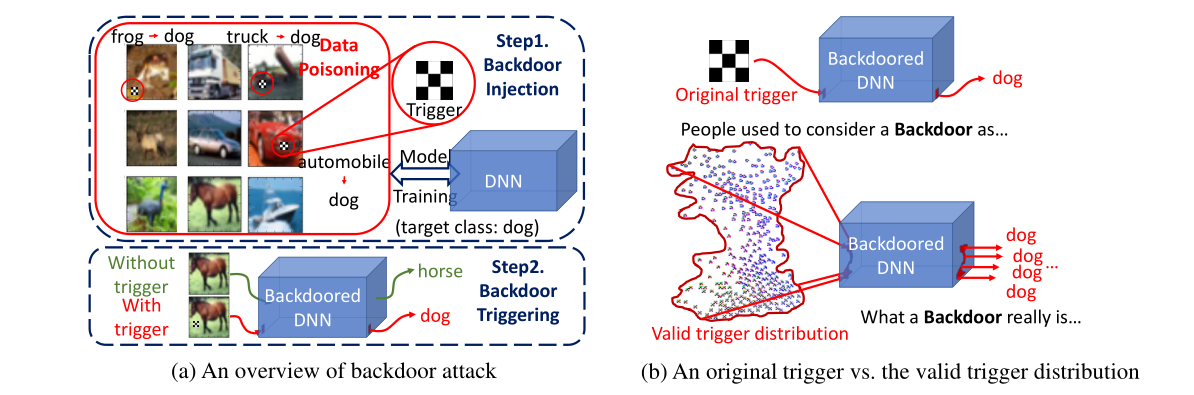 frog → dog
truck → dog
Data
Poisoning
Trigger
Step1.
Backdoor
Injection
automobile
→
dog
Model
Training
DNN
(target class: dog)
Without
trigger
With
trigger
Backdoored
DNN
horse
dog
Step2.
Backdoor
Triggering
(a) An overview of backdoor attack
Original trigger
Backdoored
DNN
dog
People used to consider a Backdoor as...
Backdoored
DNN
dog
dog
dog
...
dog
Valid trigger distribution
What a Backdoor really is...
(b) An original trigger vs. the valid trigger distribution